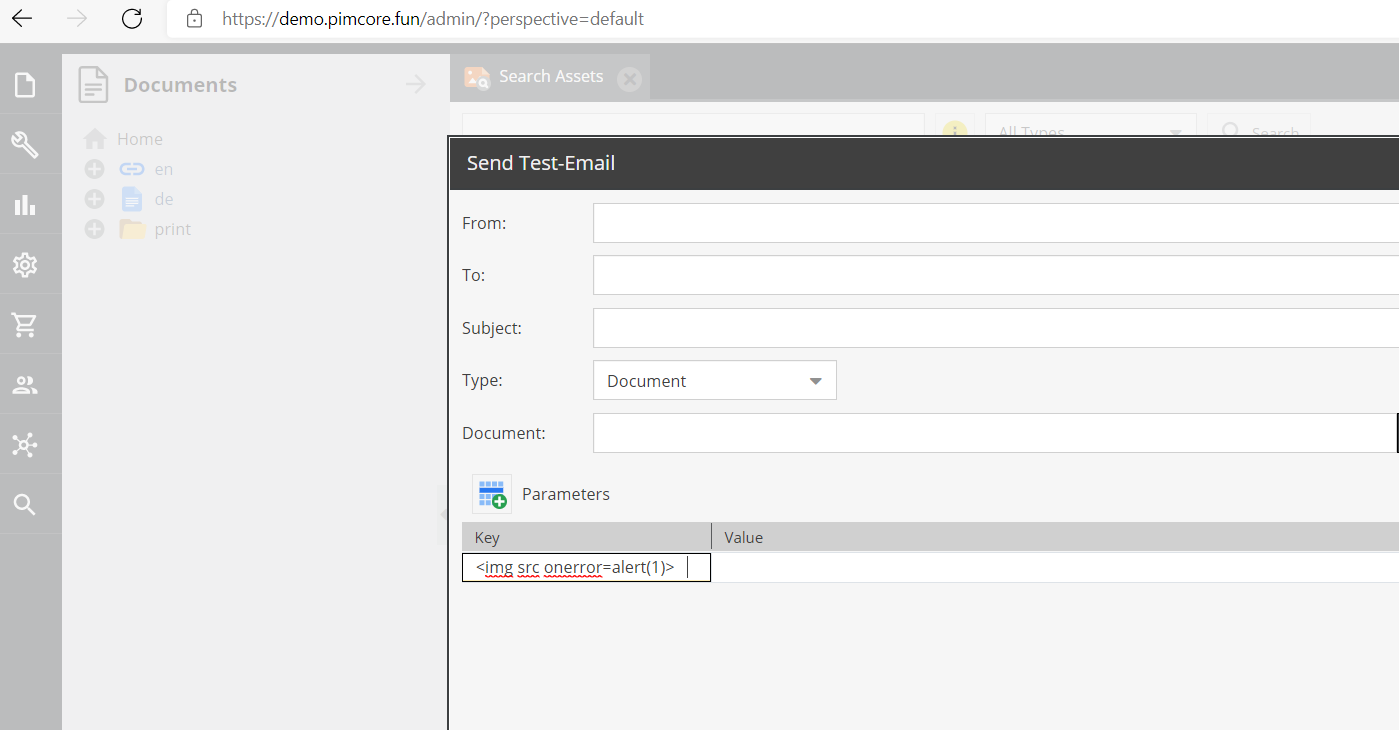 https://demo.pimcore.fun/admin/?perspective=default
Documents
Search Assets
Home
en
de
print
All Types
Search
Send Test-Email
From:
To:
Subject:
Type:
Document
Document:
Parameters
Key
Value
<img src onerror=alert(1)>